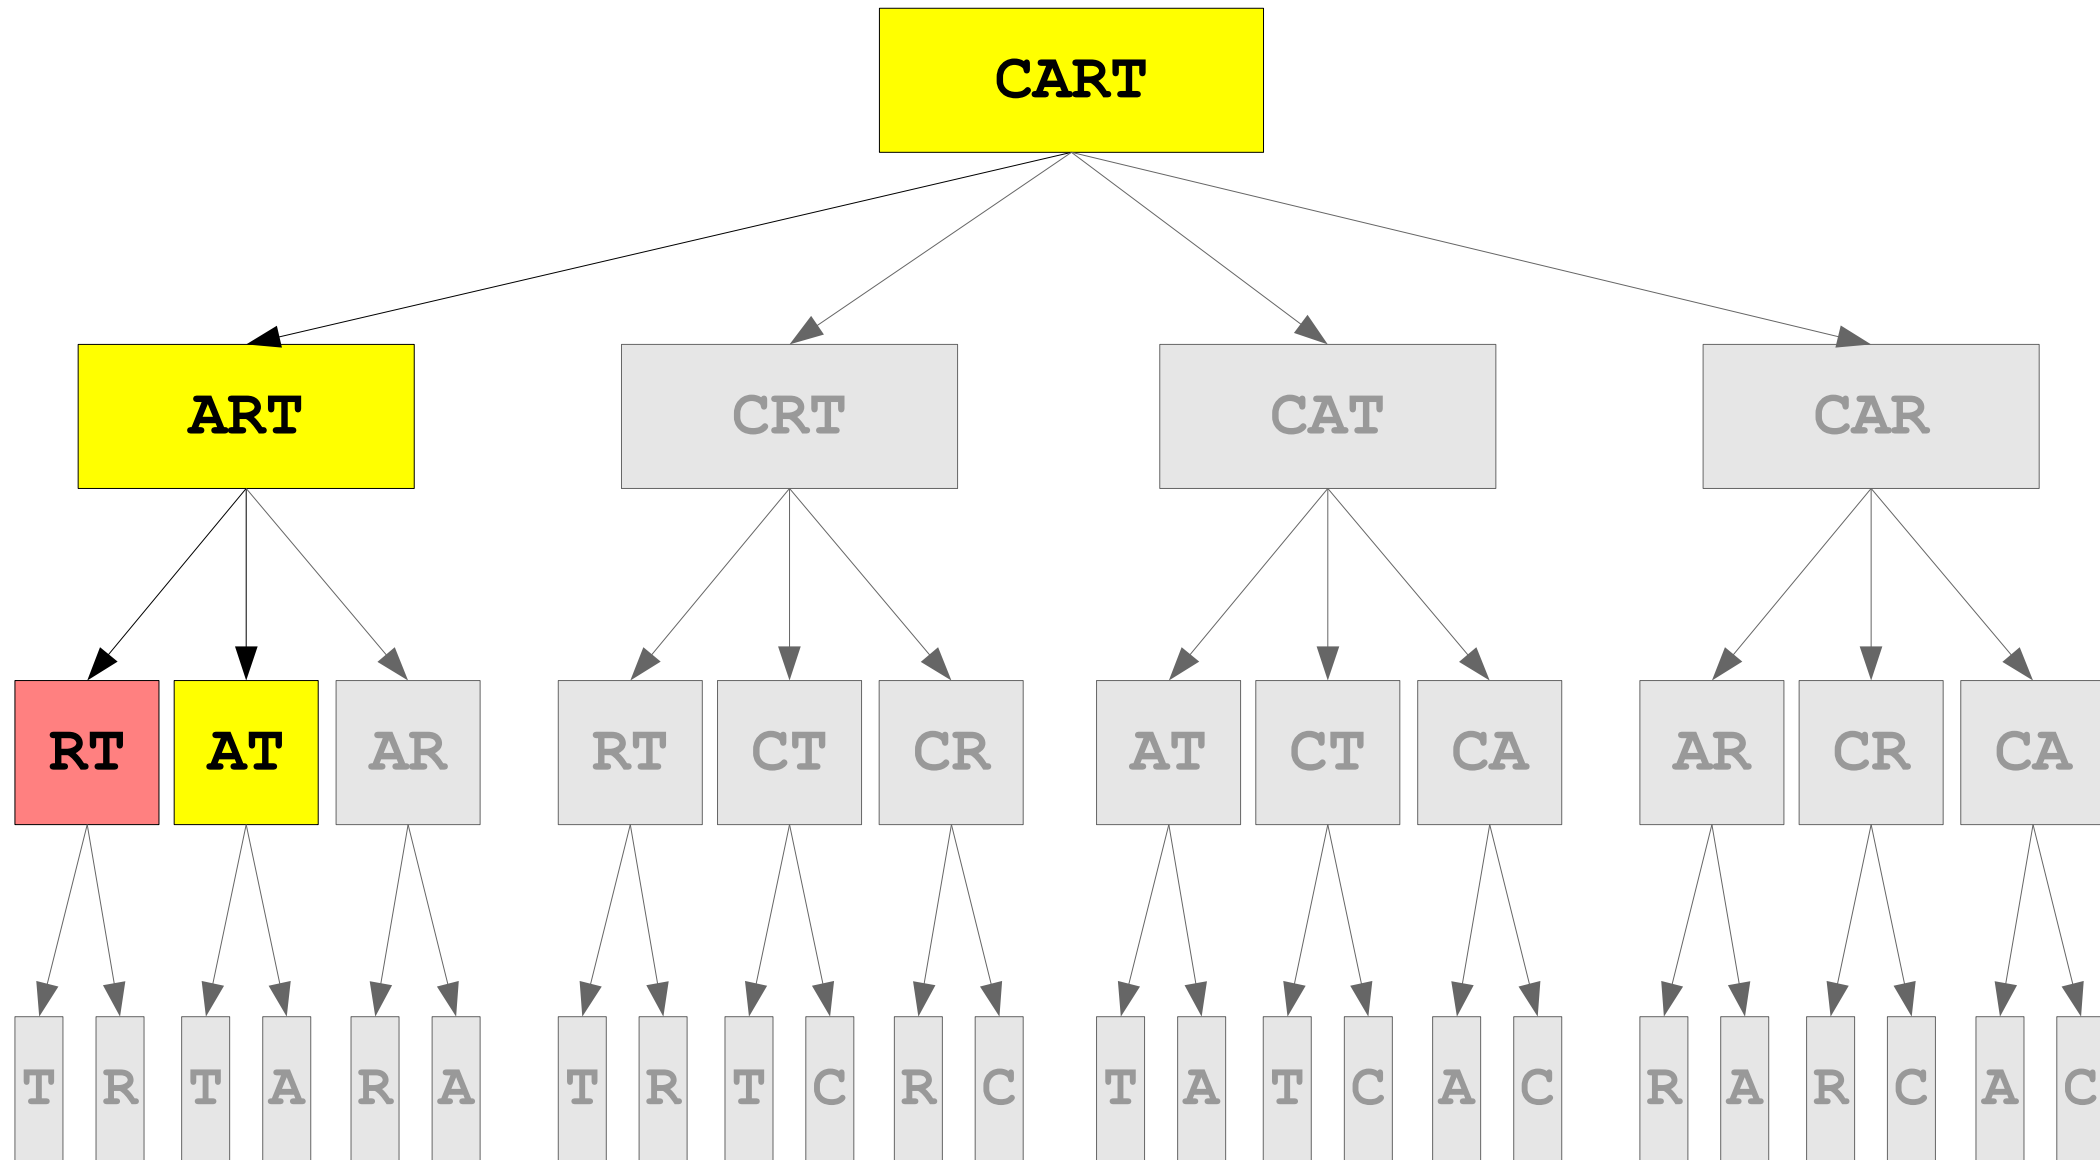 CART
ART CRT CAT CAR
RT AT AR RT CT CR AT CT CA AR CR CA
T R T A R A T R T C R C T A T C A C R A R C A C